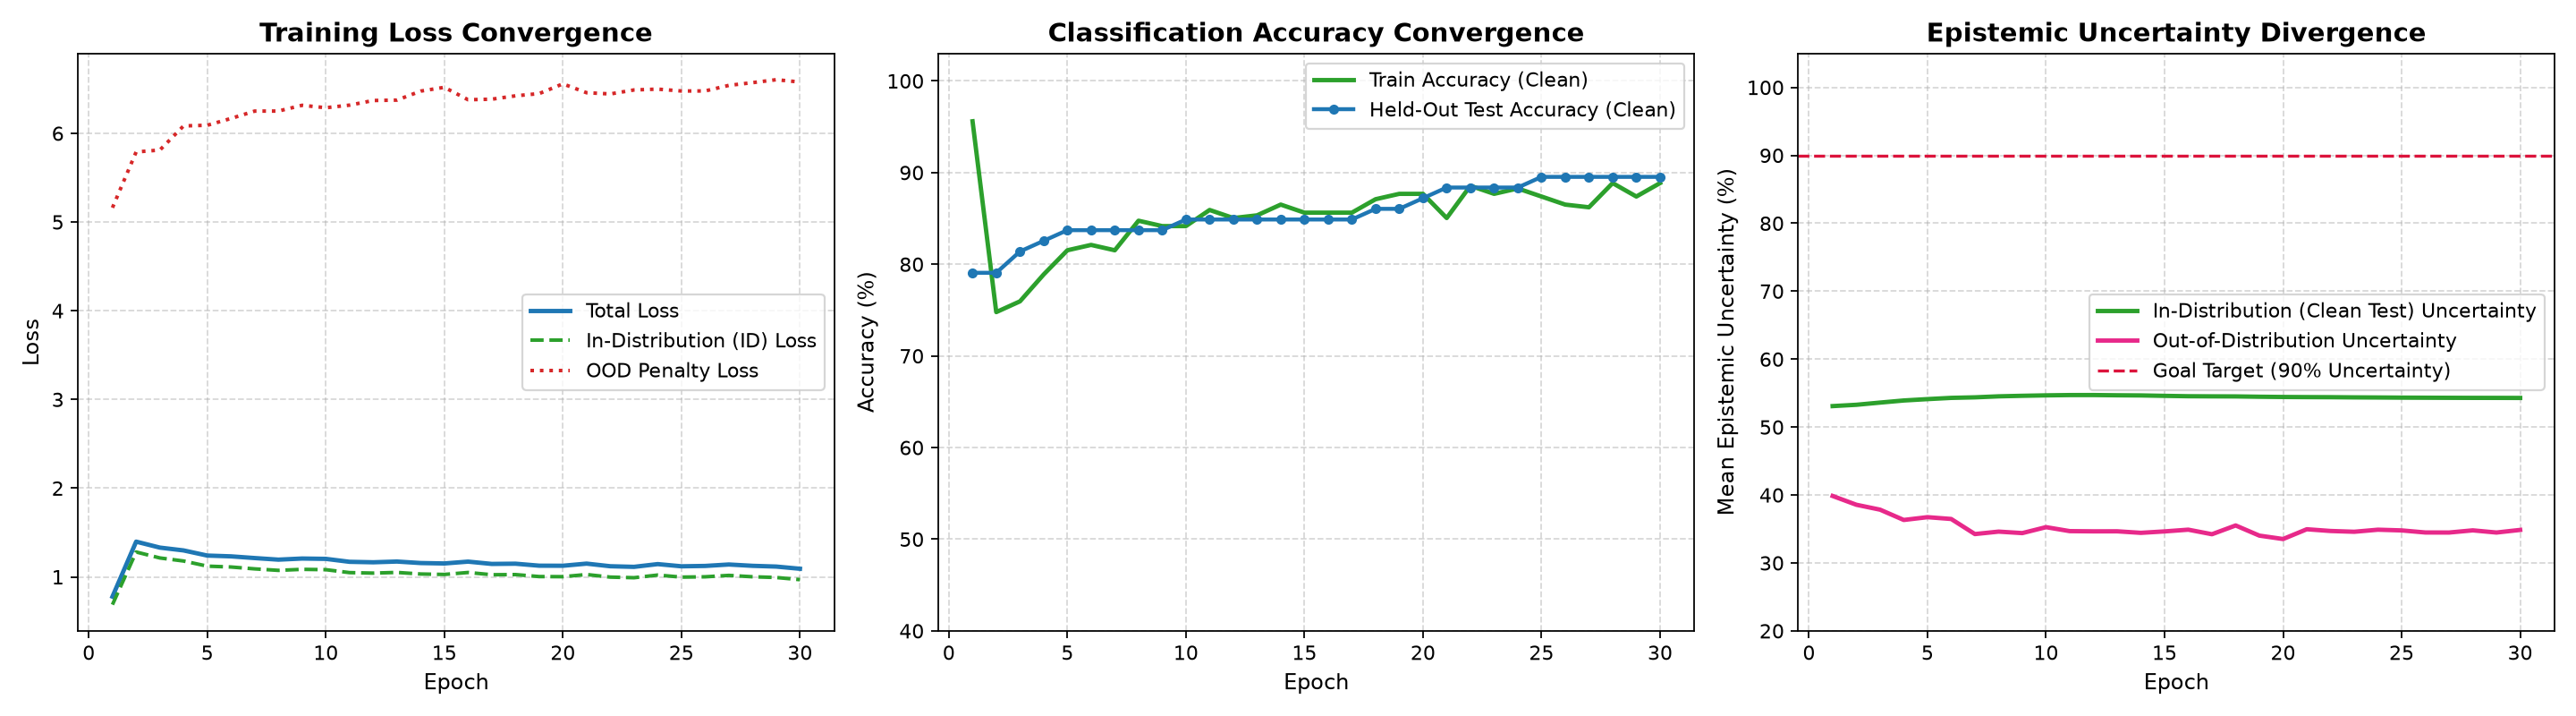 Training Loss Convergence
Loss
6
5
4
3
2
1
Total Loss
In-Distribution (ID) Loss
OOD Penalty Loss
0 5 10 15 20 25 30
Epoch
Classification Accuracy Convergence
Accuracy (%)
100
90
80
70
60
50
40
Train Accuracy (Clean)
Held-Out Test Accuracy (Clean)
0 5 10 15 20 25 30
Epoch
Epistemic Uncertainty Divergence
Mean Epistemic Uncertainty (%)
100
90
80
70
60
50
40
30
20
In-Distribution (Clean Test) Uncertainty
Out-of-Distribution Uncertainty
Goal Target (90% Uncertainty)
0 5 10 15 20 25 30
Epoch